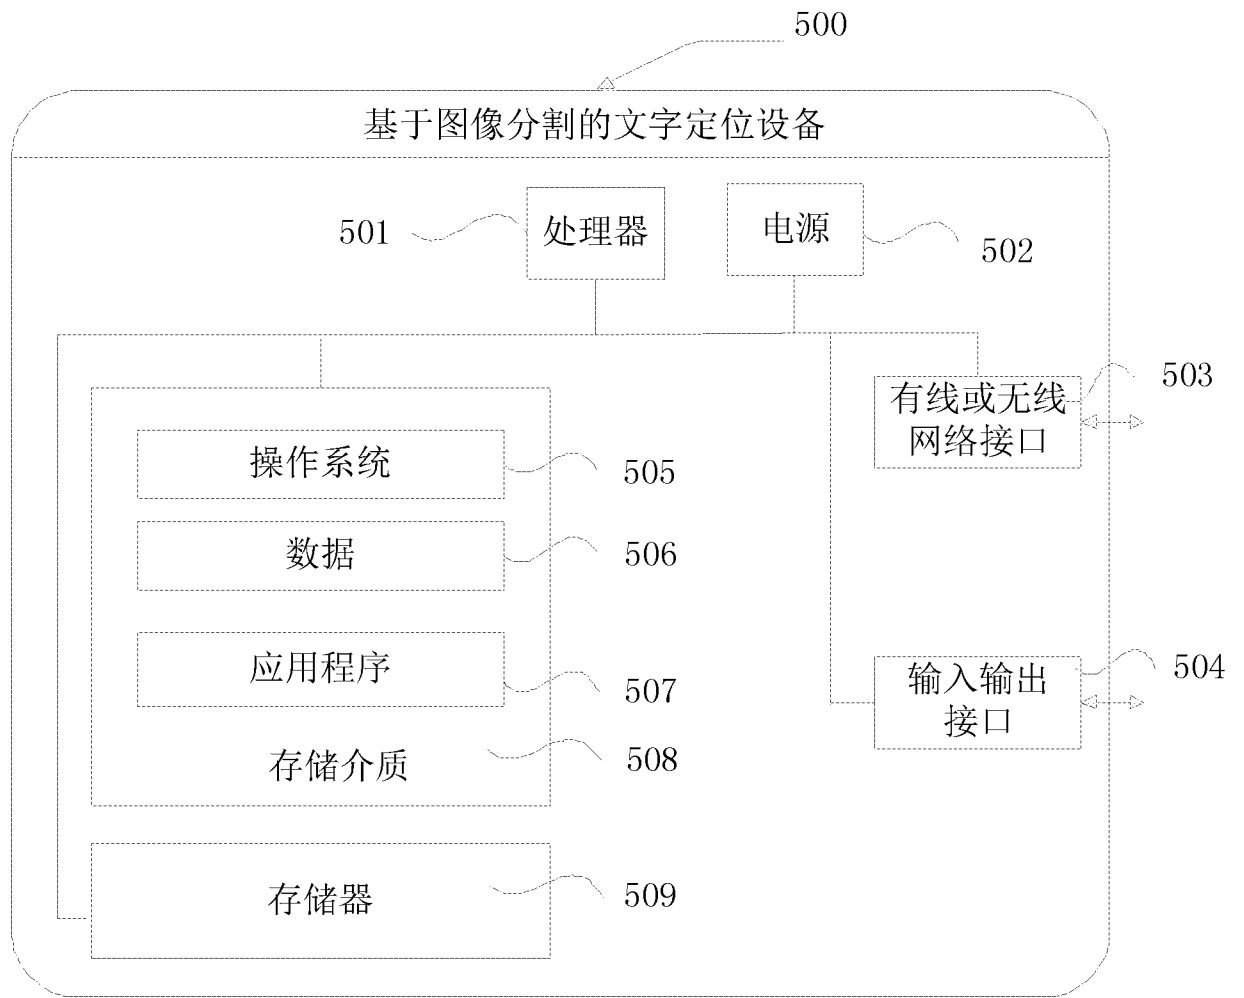 500
基于图像分割的文字定位设备
501
处理器
电源
502
503
有线或无线
网络接口
操作系统
505
数据
506
应用程序
507
504
输入输出
接口
存储介质
508
存储器
509